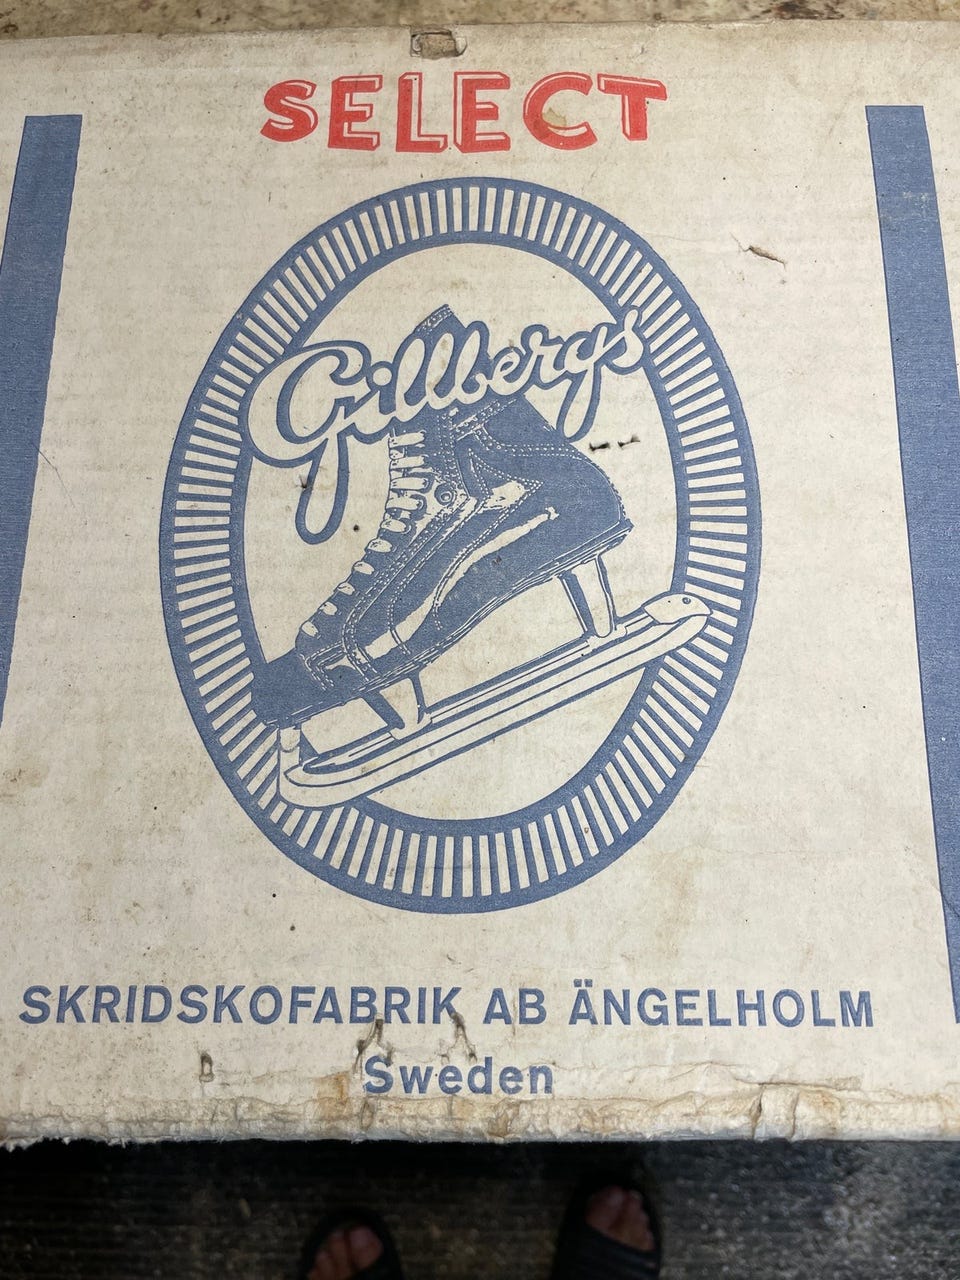 SELECT
Gillbergs
SKRIDSKOFABRIK AB ÄNGELHOLM
Sweden